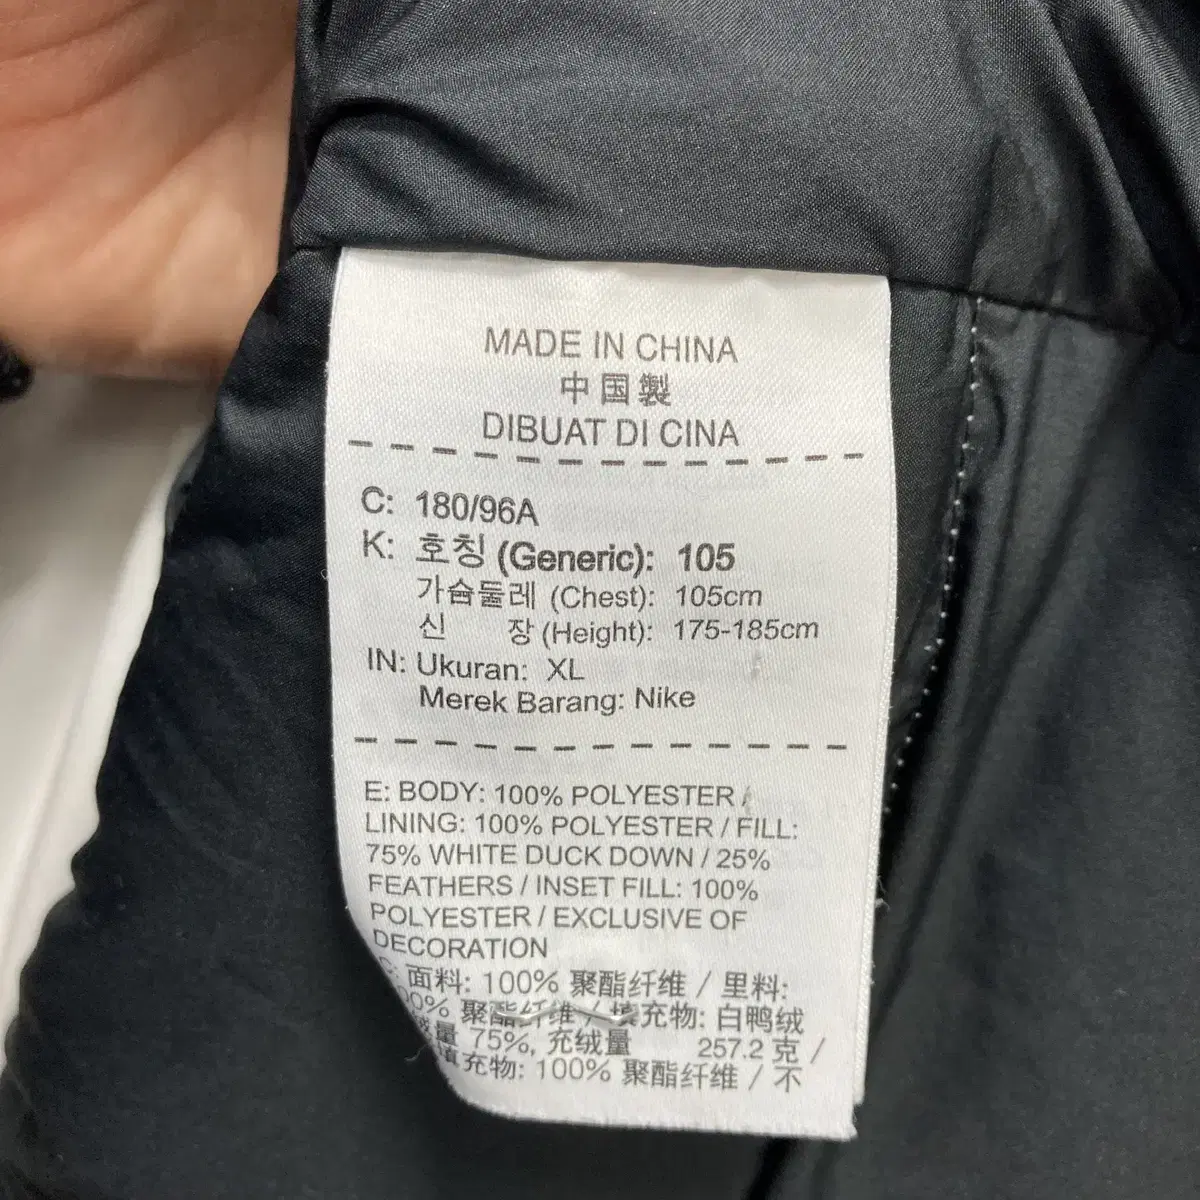 MADE IN CHINA
中国製
DIBUAT DI CINA
C: 180/96A
K: 호칭 (Generic): 105
가슴둘레 (Chest): 105cm
신 장 (Height): 175-185cm
IN: Ukuran: XL
Merek Barang: Nike
E: BODY: 100% POLYESTER /
LINING: 100% POLYESTER / FILL:
75% WHITE DUCK DOWN / 25%
FEATHERS / INSET FILL: 100%
POLYESTER / EXCLUSIVE OF
DECORATION
C: 面料: 100% 聚酯纤维 / 里料:
100% 聚酯纤维 / 填充物: 白鸭绒
绒量 75%, 充绒量 257.2 克 /
填充物: 100% 聚酯纤维 / 不